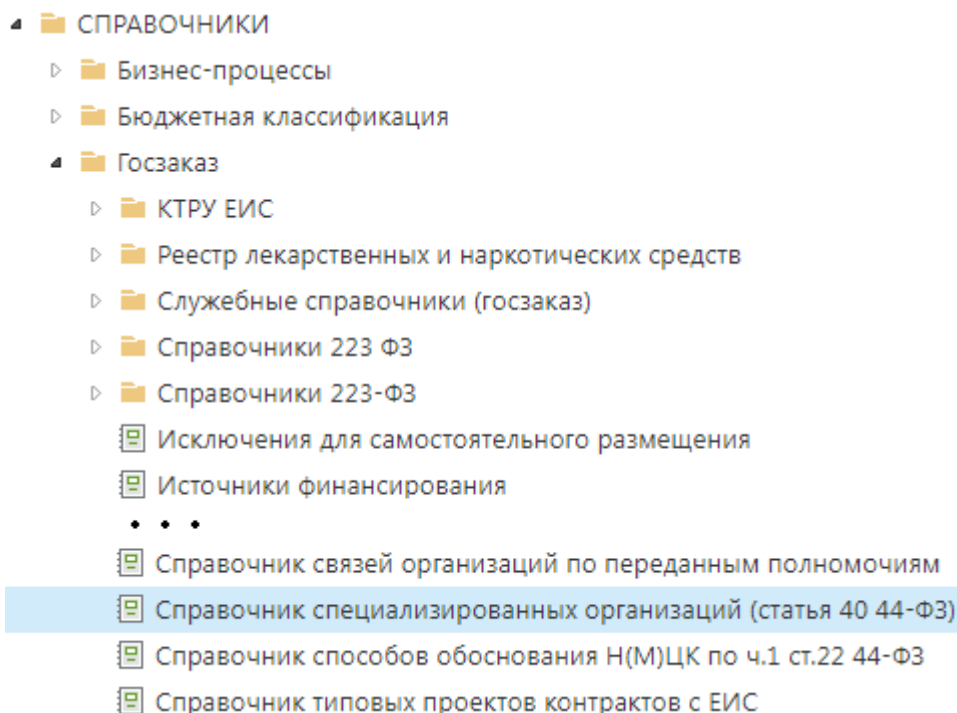 СПРАВОЧНИКИ
Бизнес-процессы
Бюджетная классификация
Госзаказ
КТРУ ЕИС
Реестр лекарственных и наркотических средств
Служебные справочники (госзаказ)
Справочники 223 ФЗ
Справочники 223-ФЗ
Исключения для самостоятельного размещения
Источники финансирования
• • •
Справочник связей организаций по переданным полномочиям
Справочник специализированных организаций (статья 40 44-ФЗ)
Справочник способов обоснования Н(М)ЦК по ч.1 ст.22 44-ФЗ
Справочник типовых проектов контрактов с ЕИС